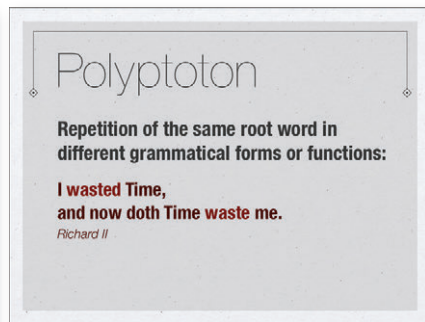 Polyptoton
Repetition of the same root word in
different grammatical forms or functions:
I wasted Time,
and now doth Time waste me.
Richard II